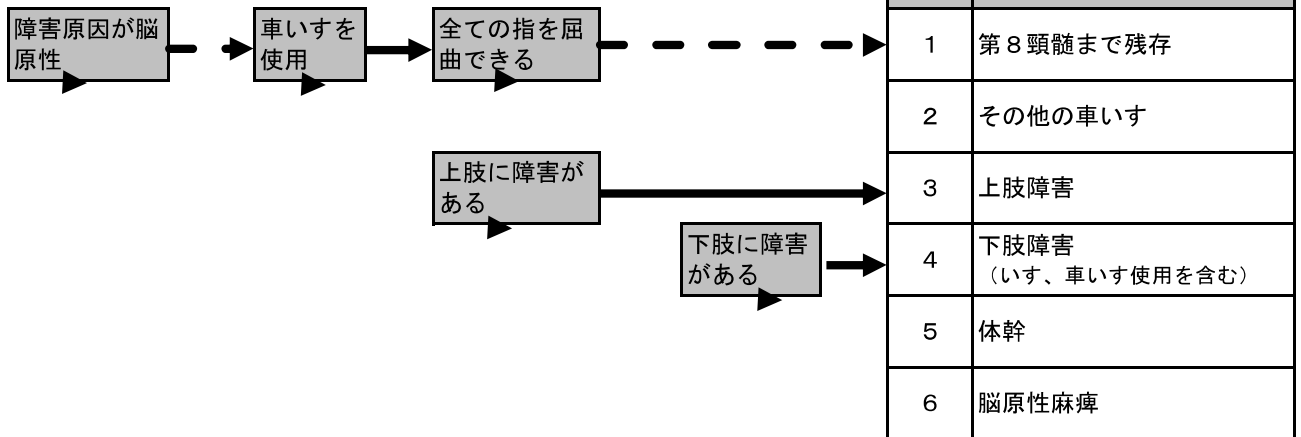 障害原因が脳
原性
車いすを
使用
全ての指を屈
曲できる
1 第８頸髄まで残存
2 その他の車いす
上肢に障害が
ある
3 上肢障害
下肢に障害
がある
4 下肢障害
（いす、車いす使用を含む）
5 体幹
6 脳原性麻痺